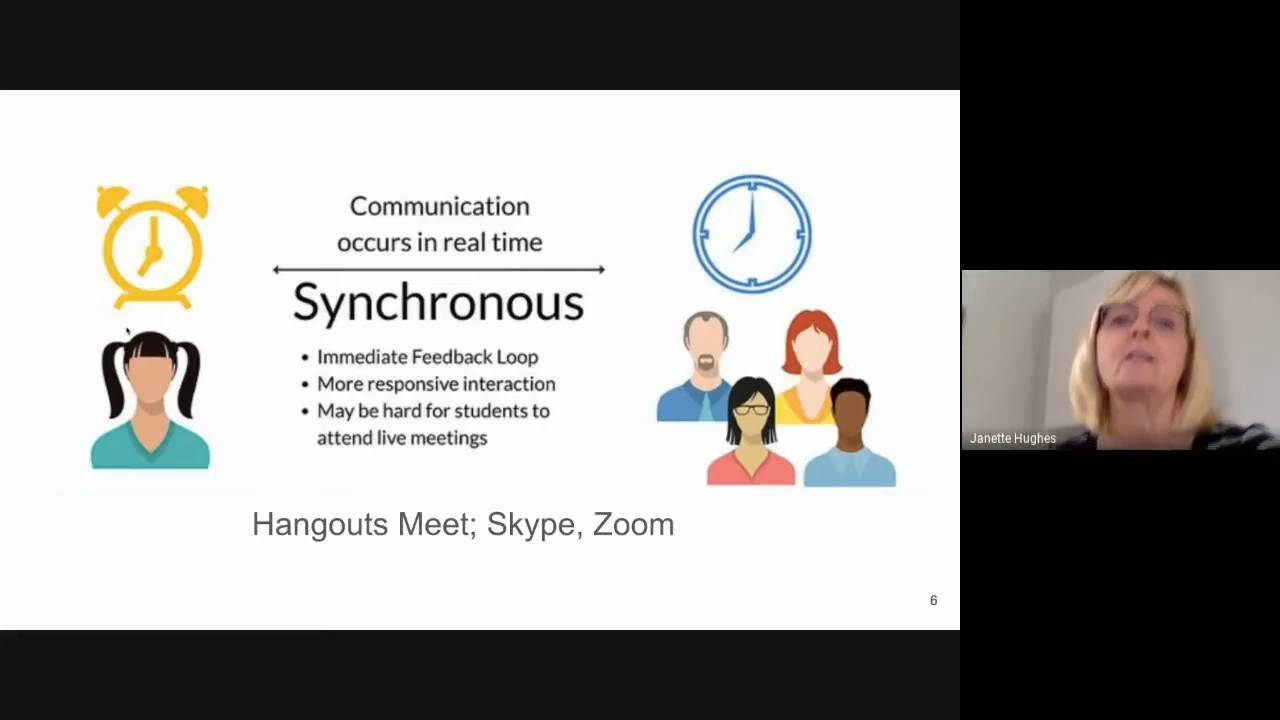 Communication
occurs in real time
Synchronous
• Immediate Feedback Loop
• More responsive interaction
• May be hard for students to
attend live meetings
Hangouts Meet; Skype, Zoom
6
Janette Hughes